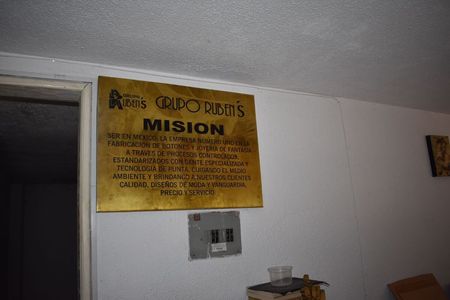 GRUPO
RUBEN'S GRUPO RUBEN'S
MISION
SER EN MEXICO, LA EMPRESA NUMERO UNO EN LA
FABRICACION DE BOTONES Y JOYERIA DE FANTASIA
A TRAVES DE PROCESOS CONTROLADOS,
ESTANDARIZADOS CON GENTE ESPECIALIZADA Y
TECNOLOGIA DE PUNTA, CUIDANDO EL MEDIO
AMBIENTE Y BRINDANDO A NUESTROS CLIENTES
CALIDAD, DISEÑOS DE MODA Y VANGUARDIA,
PRECIO Y SERVICIO